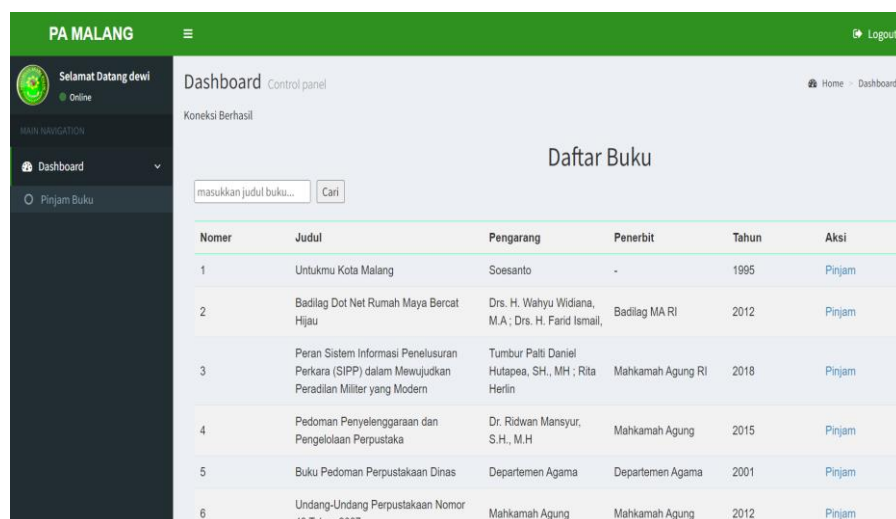 PA MALANG
Logout
Selamat Datang dewi
Online
MAIN NAVIGATION
Dashboard
Pinjam Buku
Dashboard Control panel
Home > Dashboard
Koneksi Berhasil
Daftar Buku
masukkan judul buku... Cari
Nomer Judul Pengarang Penerbit Tahun Aksi
1 Untukmu Kota Malang Soesanto - 1995 Pinjam
Badilag Dot Net Rumah Maya Bercat Drs. H. Wahyu Widiana,
2 Badilag MA RI 2012 Pinjam
Hijau M.A ; Drs. H. Farid Ismail,
Peran Sistem Informasi Penelusuran Tumbur Palti Daniel
3 Perkara (SIPP) dalam Mewujudkan Hutapea, SH., MH ; Rita Mahkamah Agung RI 2018 Pinjam
Peradilan Militer yang Modern Herlin
Pedoman Penyelenggaraan dan Dr. Ridwan Mansyur,
4 Mahkamah Agung 2015 Pinjam
Pengelolaan Perpustaka S.H., M.H
5 Buku Pedoman Perpustakaan Dinas Departemen Agama Departemen Agama 2001 Pinjam
Undang-Undang Perpustakaan Nomor
6 Mahkamah Agung Mahkamah Agung 2012 Pinjam